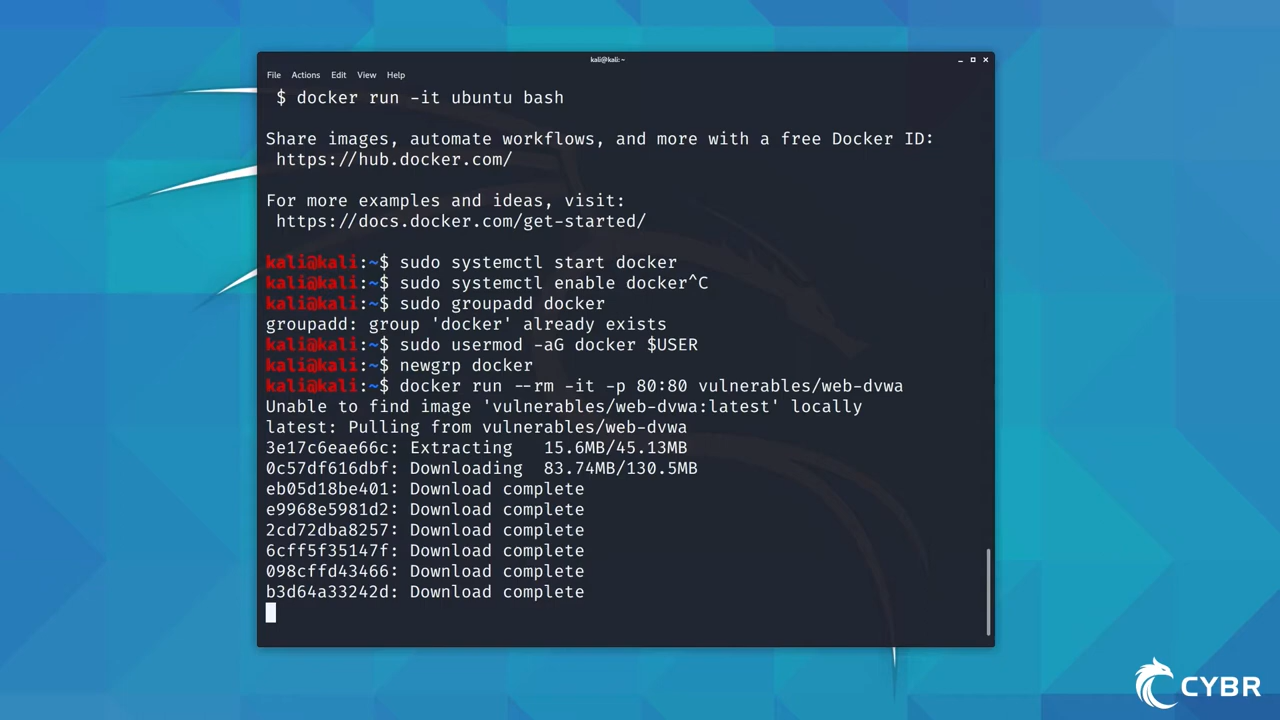 kali@kali: ~
File Actions Edit View Help
$ docker run -it ubuntu bash
Share images, automate workflows, and more with a free Docker ID:
https://hub.docker.com/
For more examples and ideas, visit:
https://docs.docker.com/get-started/
kali@kali:~$ sudo systemctl start docker
kali@kali:~$ sudo systemctl enable docker^C
kali@kali:~$ sudo groupadd docker
groupadd: group 'docker' already exists
kali@kali:~$ sudo usermod -aG docker $USER
kali@kali:~$ newgrp docker
kali@kali:~$ docker run --rm -it -p 80:80 vulnerables/web-dvwa
Unable to find image 'vulnerables/web-dvwa:latest' locally
latest: Pulling from vulnerables/web-dvwa
3e17c6eae66c: Extracting 15.6MB/45.13MB
0c57df616dbf: Downloading 83.74MB/130.5MB
eb05d18be401: Download complete
e9968e5981d2: Download complete
2cd72dba8257: Download complete
6cff5f35147f: Download complete
098cffd43466: Download complete
b3d64a33242d: Download complete
CYBR